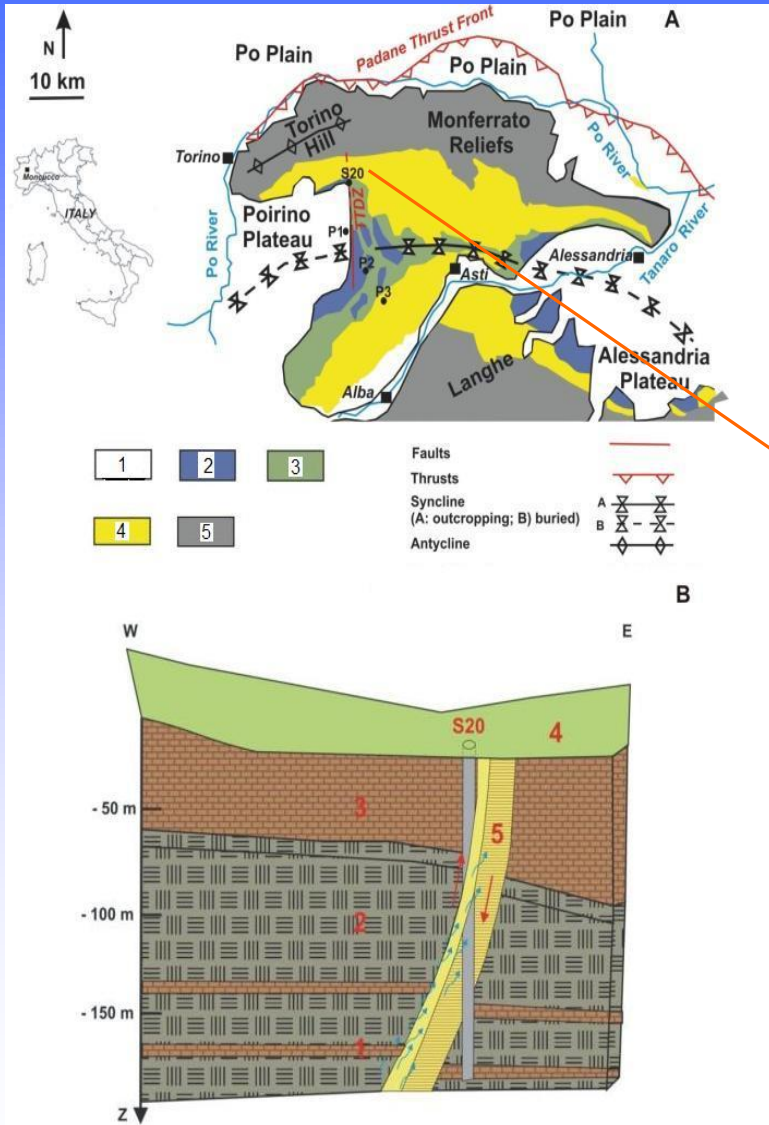 A
N
10 km
Po Plain
Padane Thrust Front
Po Plain
Po Plain
Torino Hill
Monferrato
Reliefs
Torino
S20
TTDZ
Po River
Tanaro River
Poirino
Plateau
P1
P2
P3
Po River
Asti
Alessandria
Alessandria
Plateau
Langhe
Alba
ITALY
1
2
3
4
5
Faults
Thrusts
Syncline
(A: outcropping; B) buried)
A
B
Antycline
B
W
E
S20
4
- 50 m
3
5
- 100 m
2
- 150 m
1
Z